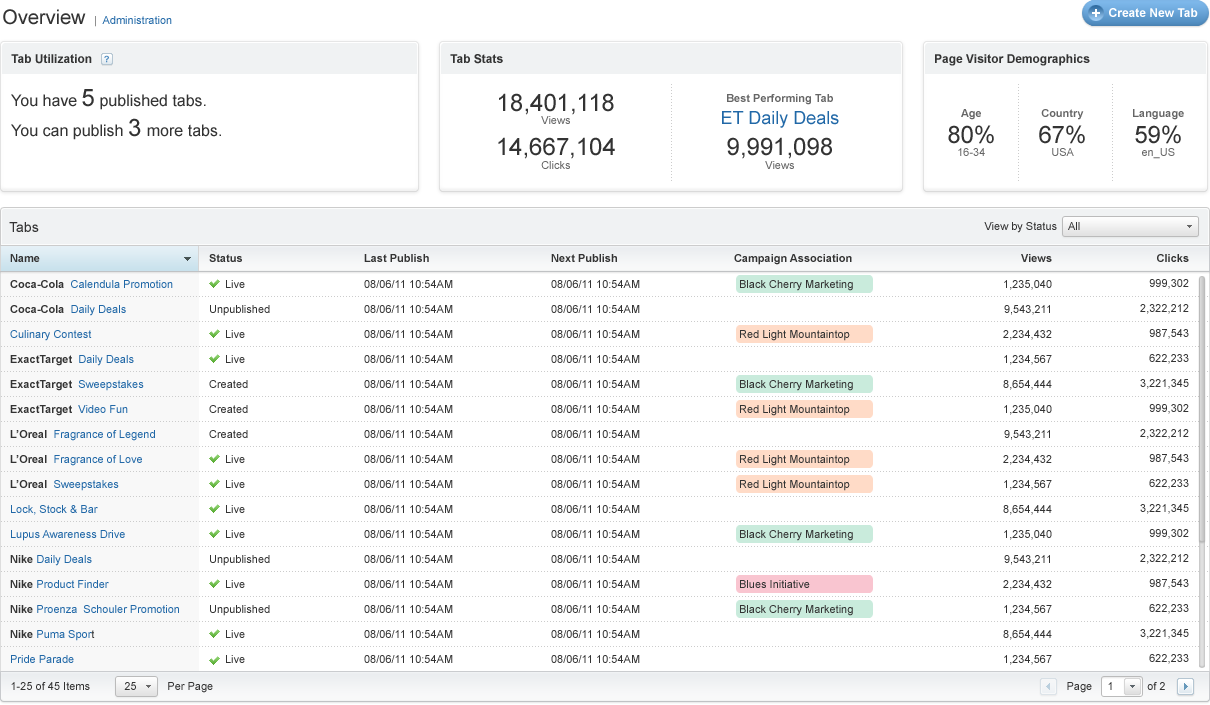 Overview | Administration
+ Create New Tab
Tab Utilization ?
You have 5 published tabs.
You can publish 3 more tabs.
Tab Stats
18,401,118
Views
14,667,104
Clicks
Best Performing Tab
ET Daily Deals
9,991,098
Views
Page Visitor Demographics
Age
80%
16-34
Country
67%
USA
Language
59%
en_US
Tabs
View by Status All
Name Status Last Publish Next Publish Campaign Association Views Clicks
Coca-Cola Calendula Promotion Live 08/06/11 10:54AM 08/06/11 10:54AM Black Cherry Marketing 1,235,040 999,302
Coca-Cola Daily Deals Unpublished 08/06/11 10:54AM 08/06/11 10:54AM 9,543,211 2,322,212
Culinary Contest Live 08/06/11 10:54AM 08/06/11 10:54AM Red Light Mountaintop 2,234,432 987,543
ExactTarget Daily Deals Live 08/06/11 10:54AM 08/06/11 10:54AM 1,234,567 622,233
ExactTarget Sweepstakes Created 08/06/11 10:54AM 08/06/11 10:54AM Black Cherry Marketing 8,654,444 3,221,345
ExactTarget Video Fun Created 08/06/11 10:54AM 08/06/11 10:54AM Red Light Mountaintop 1,235,040 999,302
L'Oreal Fragrance of Legend Created 08/06/11 10:54AM 08/06/11 10:54AM 9,543,211 2,322,212
L'Oreal Fragrance of Love Live 08/06/11 10:54AM 08/06/11 10:54AM Red Light Mountaintop 2,234,432 987,543
L'Oreal Sweepstakes Live 08/06/11 10:54AM 08/06/11 10:54AM Red Light Mountaintop 1,234,567 622,233
Lock, Stock & Bar Live 08/06/11 10:54AM 08/06/11 10:54AM 8,654,444 3,221,345
Lupus Awareness Drive Live 08/06/11 10:54AM 08/06/11 10:54AM Black Cherry Marketing 1,235,040 999,302
Nike Daily Deals Unpublished 08/06/11 10:54AM 08/06/11 10:54AM 9,543,211 2,322,212
Nike Product Finder Live 08/06/11 10:54AM 08/06/11 10:54AM Blues Initiative 2,234,432 987,543
Nike Proenza Schouler Promotion Unpublished 08/06/11 10:54AM 08/06/11 10:54AM Black Cherry Marketing 1,234,567 622,233
Nike Puma Sport Live 08/06/11 10:54AM 08/06/11 10:54AM 8,654,444 3,221,345
Pride Parade Live 08/06/11 10:54AM 08/06/11 10:54AM 1,234,567 622,233
1-25 of 45 Items 25 Per Page Page 1 of 2